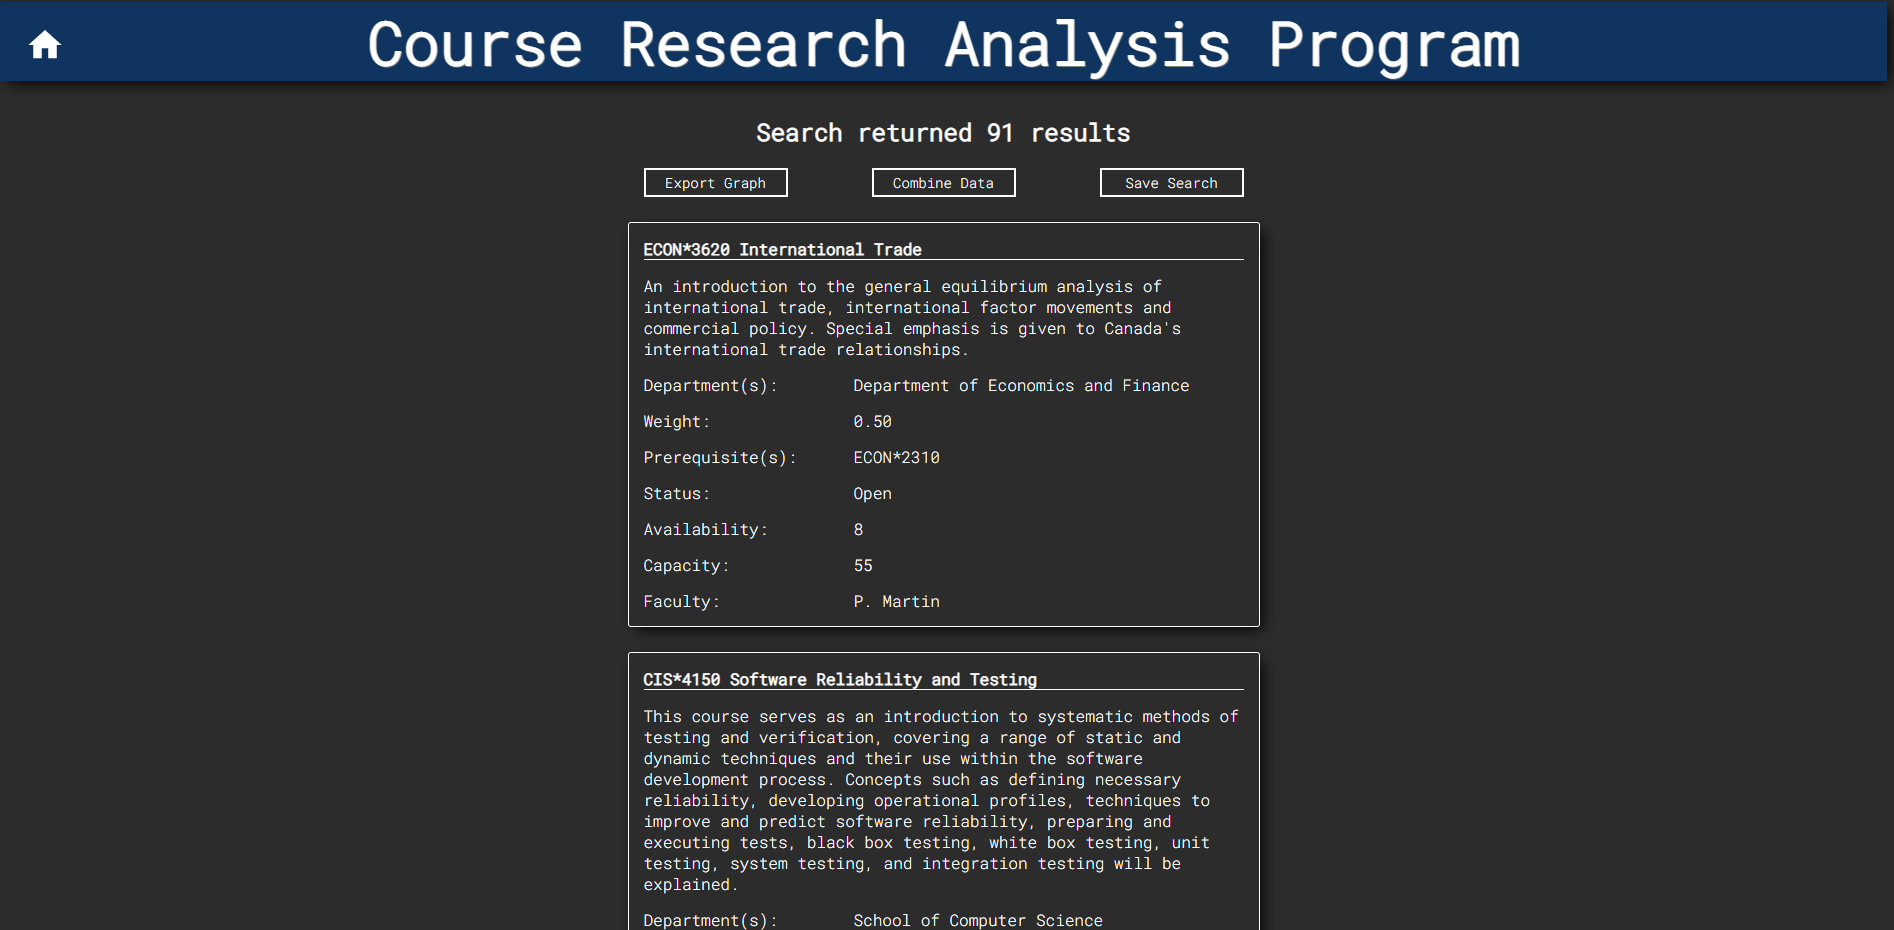 Course Research Analysis Program
Search returned 91 results
Export Graph
Combine Data
Save Search
ECON*3620 International Trade
An introduction to the general equilibrium analysis of
international trade, international factor movements and
commercial policy. Special emphasis is given to Canada's
international trade relationships.
Department(s): Department of Economics and Finance
Weight: 0.50
Prerequisite(s): ECON*2310
Status: Open
Availability: 8
Capacity: 55
Faculty: P. Martin
CIS*4150 Software Reliability and Testing
This course serves as an introduction to systematic methods of
testing and verification, covering a range of static and
dynamic techniques and their use within the software
development process. Concepts such as defining necessary
reliability, developing operational profiles, techniques to
improve and predict software reliability, preparing and
executing tests, black box testing, white box testing, unit
testing, system testing, and integration testing will be
explained.
Department(s): School of Computer Science